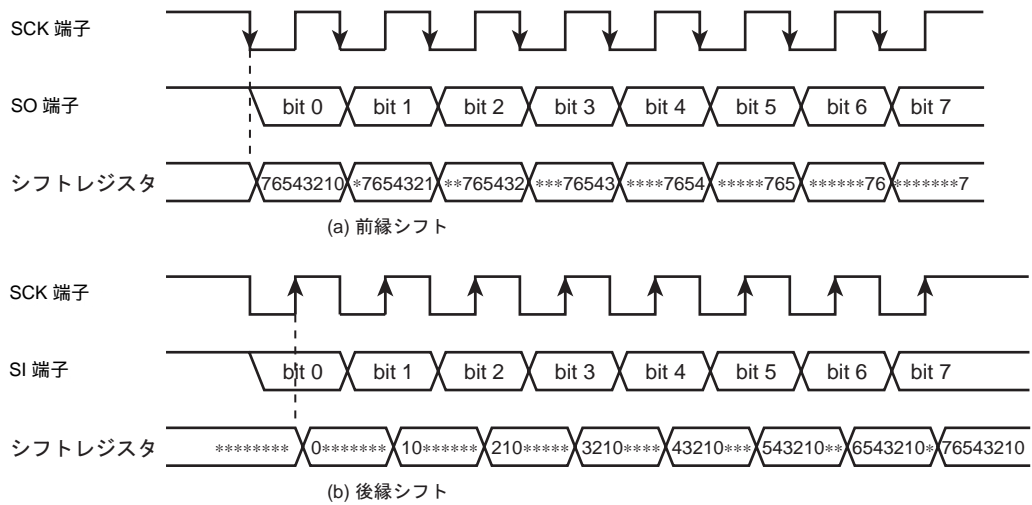 SCK 端子
SO 端子 bit 0 bit 1 bit 2 bit 3 bit 4 bit 5 bit 6 bit 7
シフトレジスタ 76543210 *7654321 **765432 ***76543 ****7654 *****765 ******76 *******7
(a) 前縁シフト
SCK 端子
SI 端子 bit 0 bit 1 bit 2 bit 3 bit 4 bit 5 bit 6 bit 7
シフトレジスタ ******** 0******* 10****** 210***** 3210**** 43210*** 543210** 6543210* 76543210
(b) 後縁シフト